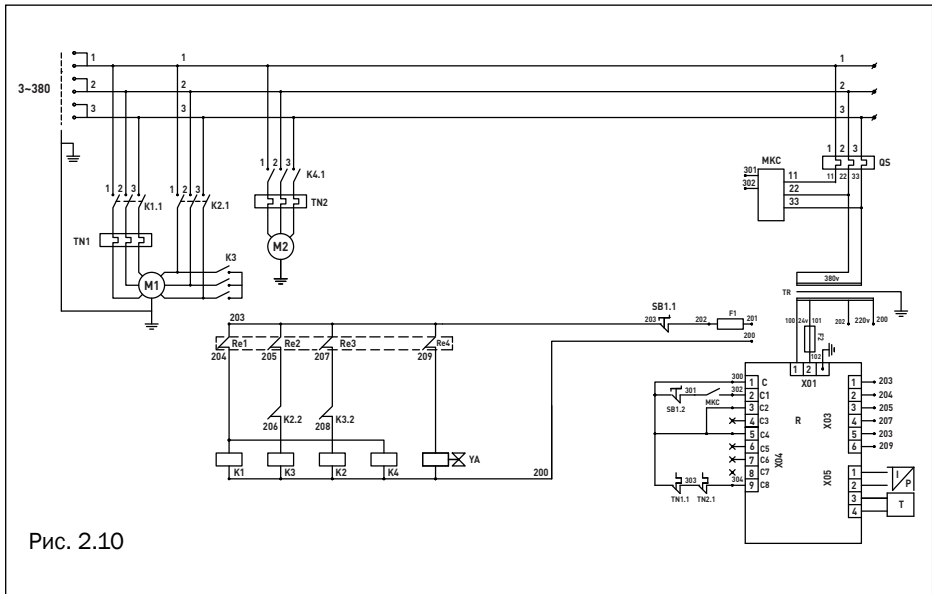 3~380
1 1 1
2 2 2
3 3 3
1 2 3 K1.1
1 2 3 K2.1
1 2 3 K4.1
TN1
TN2
M1
M2
K3
1 2 3 QS
11 22 33
МКС
301
302
11
22
33
380v
TR
100 24v 101 202 220v 200
F2
102
203 SB1.1 203 202 F1 201
200
Re1 Re2 Re3 Re4
204 205 207 209
K2.2 K3.2
206 208
K1 K3 K2 K4 YA
200
1 2
X01
300 1 C
SB1.2 301 МКС 302 2 C1
3 C2
4 C3
5 C4
6 C5
7 C6
8 C7
303 304 9 C8
TN1.1 TN2.1
X04
R
X03
1 203
2 204
3 205
4 207
5 203
6 209
X05
1
2
3
4
I/P
T
Рис. 2.10